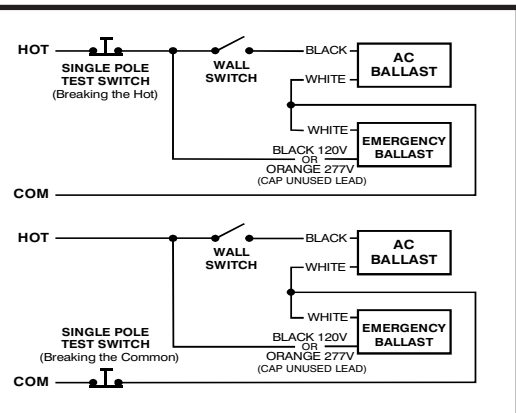 HOT
SINGLE POLE
TEST SWITCH
(Breaking the Hot)
WALL
SWITCH
BLACK
WHITE
AC
BALLAST
WHITE
BLACK 120V
OR
ORANGE 277V
(CAP UNUSED LEAD)
EMERGENCY
BALLAST
COM
HOT
WALL
SWITCH
BLACK
WHITE
AC
BALLAST
WHITE
BLACK 120V
OR
ORANGE 277V
(CAP UNUSED LEAD)
EMERGENCY
BALLAST
SINGLE POLE
TEST SWITCH
(Breaking the Common)
COM